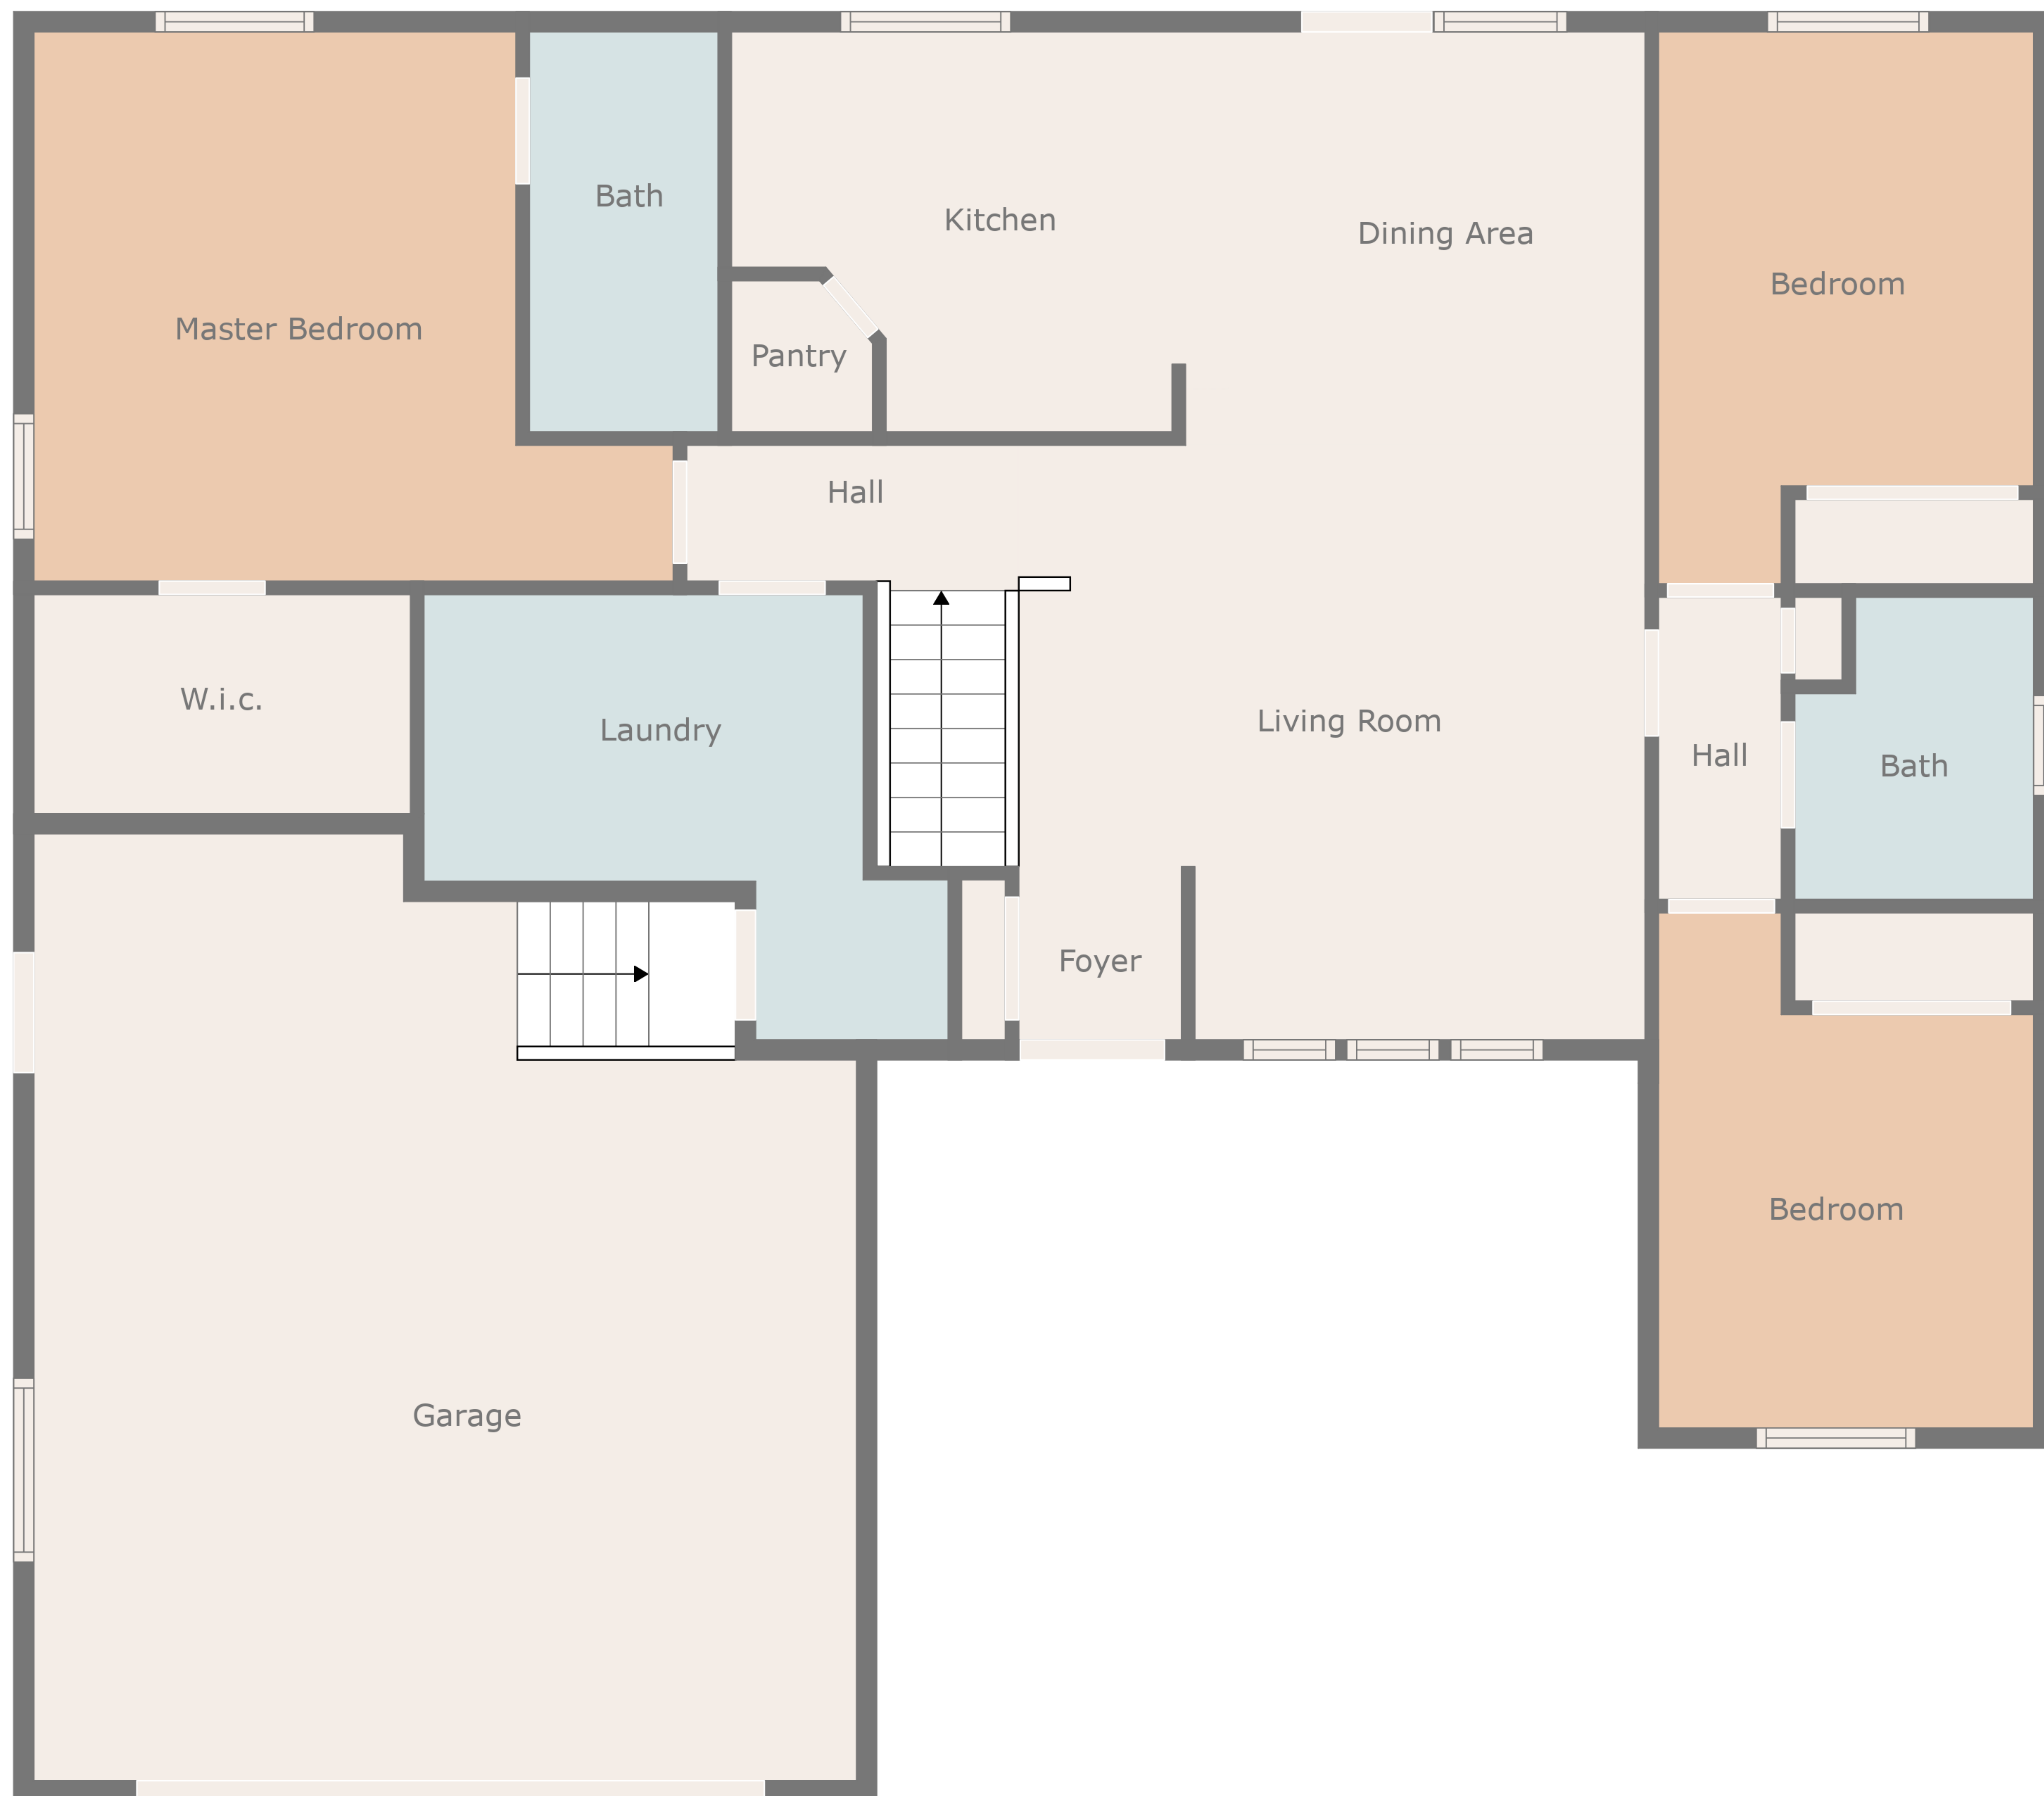 Bath
Kitchen
Dining Area
Bedroom
Master Bedroom
Pantry
Hall
W.i.c.
Laundry
Living Room
Hall
Bath
Foyer
Bedroom
Garage